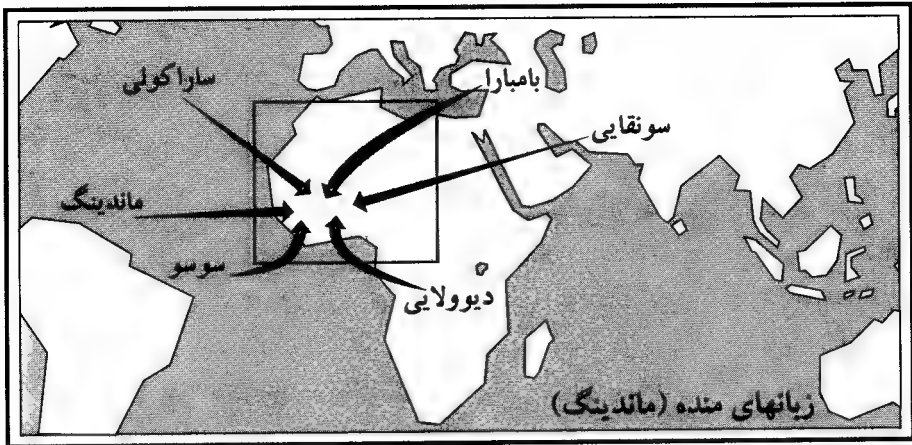 ساراکولی
بامبارا
سونقایی
ماندینگ
سوسو
دیوولایی
زبانهای منده (ماندینگ)